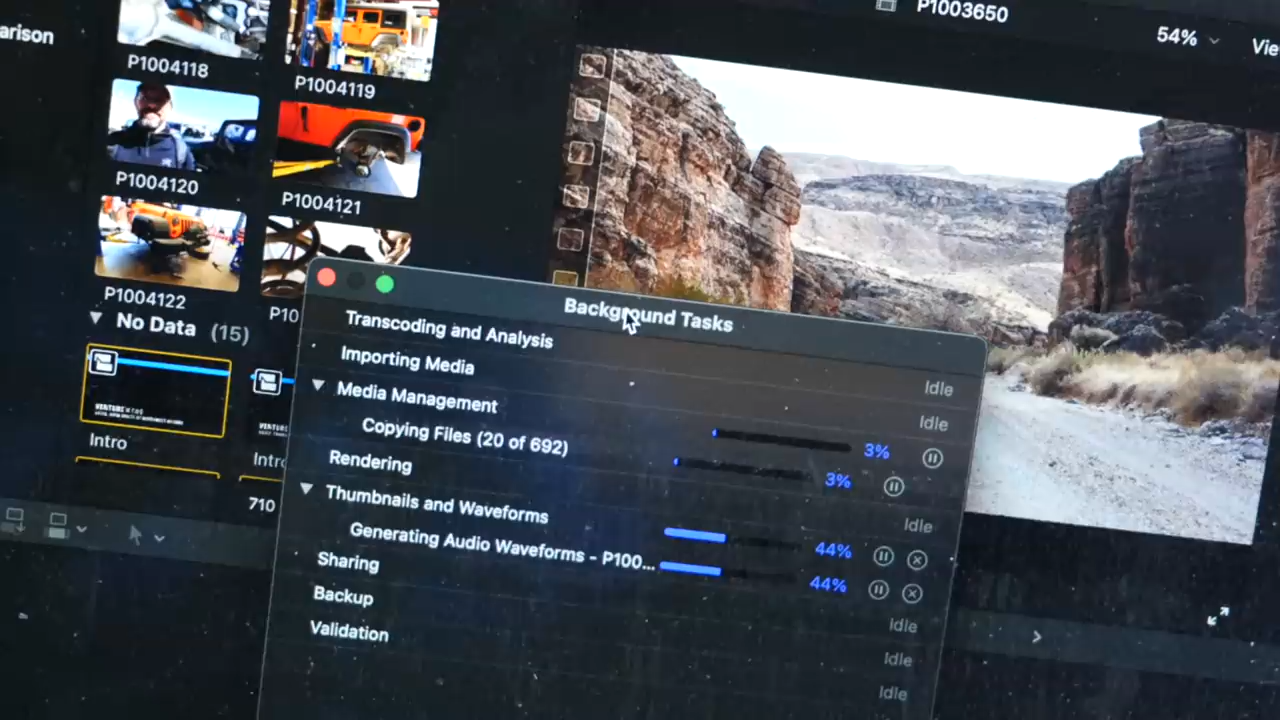 arison
P1004118
P1004119
P1004120
P1004121
P1004122
P10
No Data (15)
Intro
Intro
710
P1003650
54%
Vie
Background Tasks
Transcoding and Analysis Idle
Importing Media Idle
Media Management 3%
Copying Files (20 of 692) 3%
Rendering Idle
Thumbnails and Waveforms 44%
Generating Audio Waveforms - P100... 44%
Sharing Idle
Backup Idle
Validation Idle